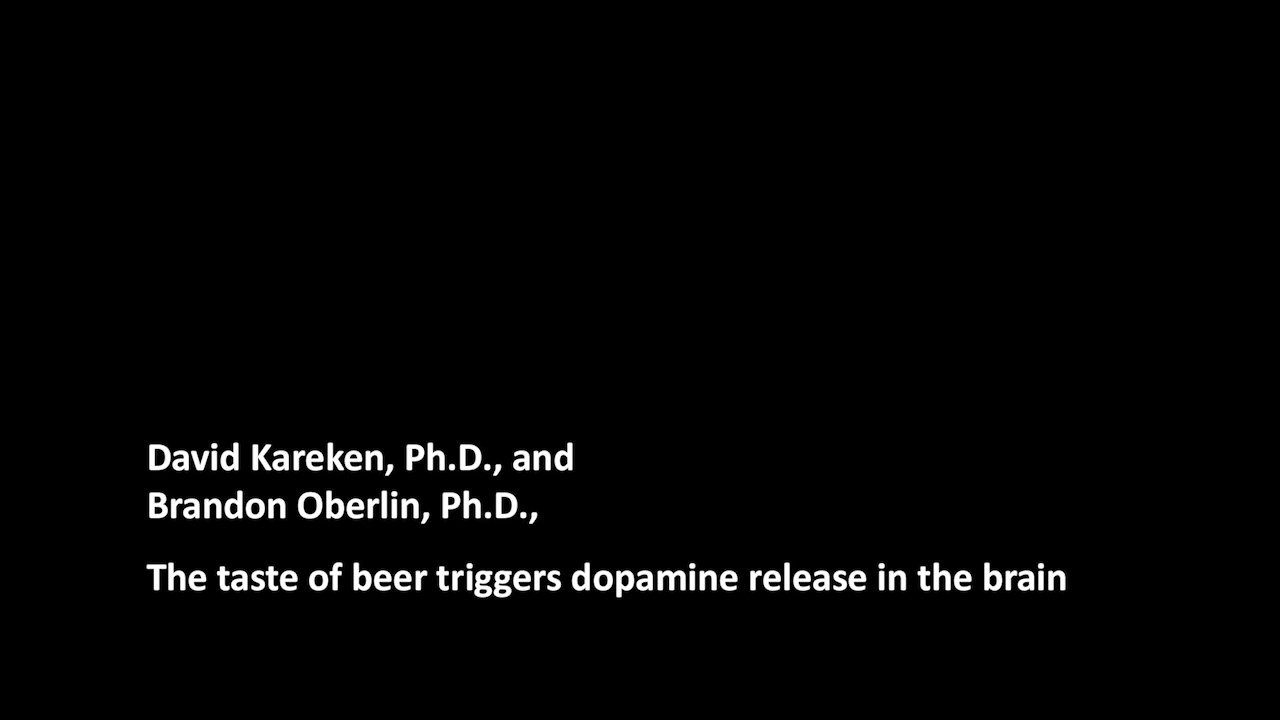 David Kareken, Ph.D., and
Brandon Oberlin, Ph.D.,
The taste of beer triggers dopamine release in the brain